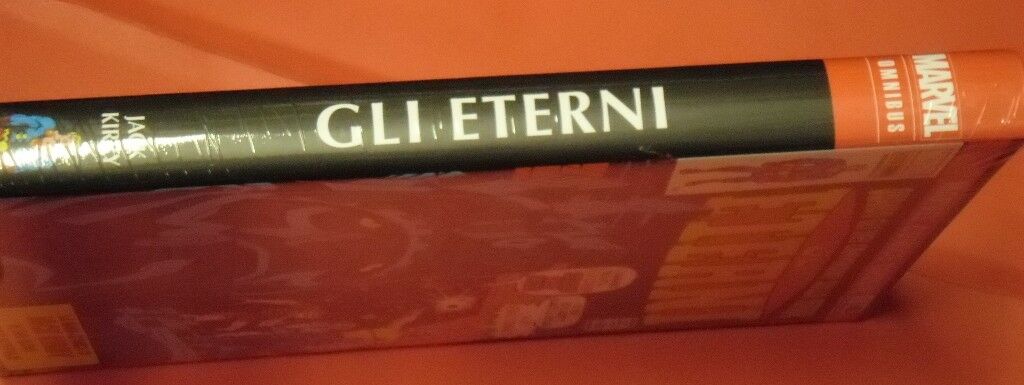 JACK
KIRBY
GLI ETERNI
MARVEL
OMNIBUS